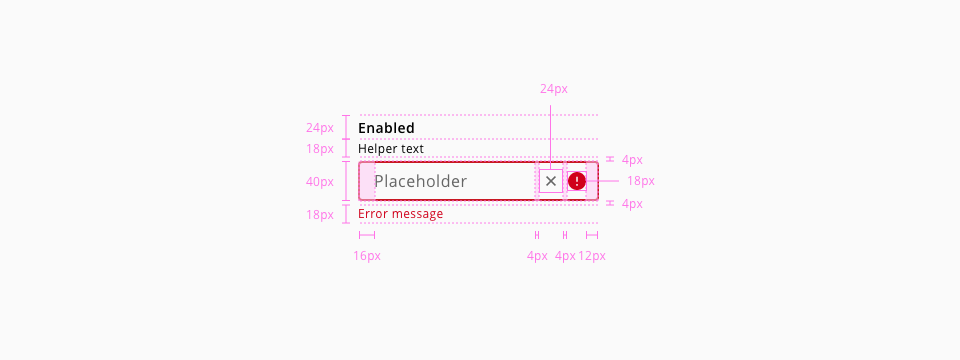 24px
24px Enabled
18px Helper text
4px
40px Placeholder 18px
4px
18px Error message
16px 4px 4px 12px